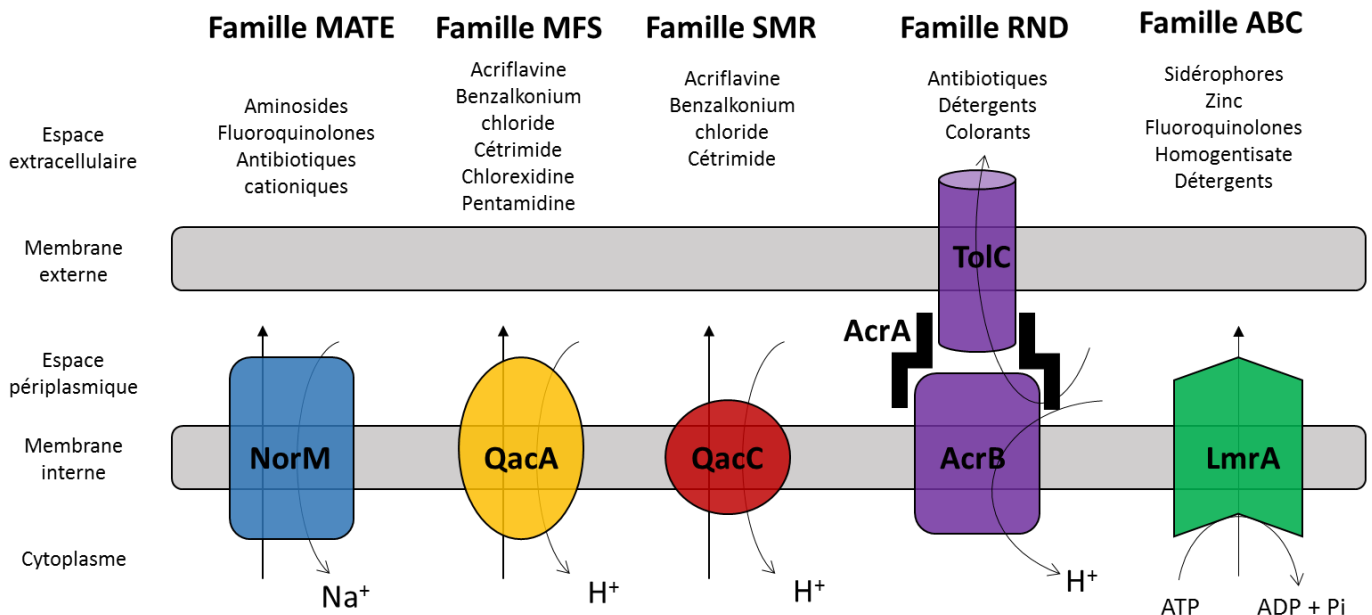 Famille MATE
Famille MFS
Famille SMR
Famille RND
Famille ABC
Espace
extracellulaire
Aminosides
Fluoroquinolones
Antibiotiques
cationiques
Acriflavine
Benzalkonium
chloride
Cétrimide
Chlorexidine
Pentamidine
Acriflavine
Benzalkonium
chloride
Cétrimide
Antibiotiques
Détergents
Colorants
Sidérophores
Zinc
Fluoroquinolones
Homogentisate
Détergents
Membrane
externe
TolC
Espace
périplasmique
AcrA
Membrane
interne
NorM
QacA
QacC
AcrB
LmrA
Cytoplasme
Na⁺
H⁺
H⁺
H⁺
ATP
ADP + Pi